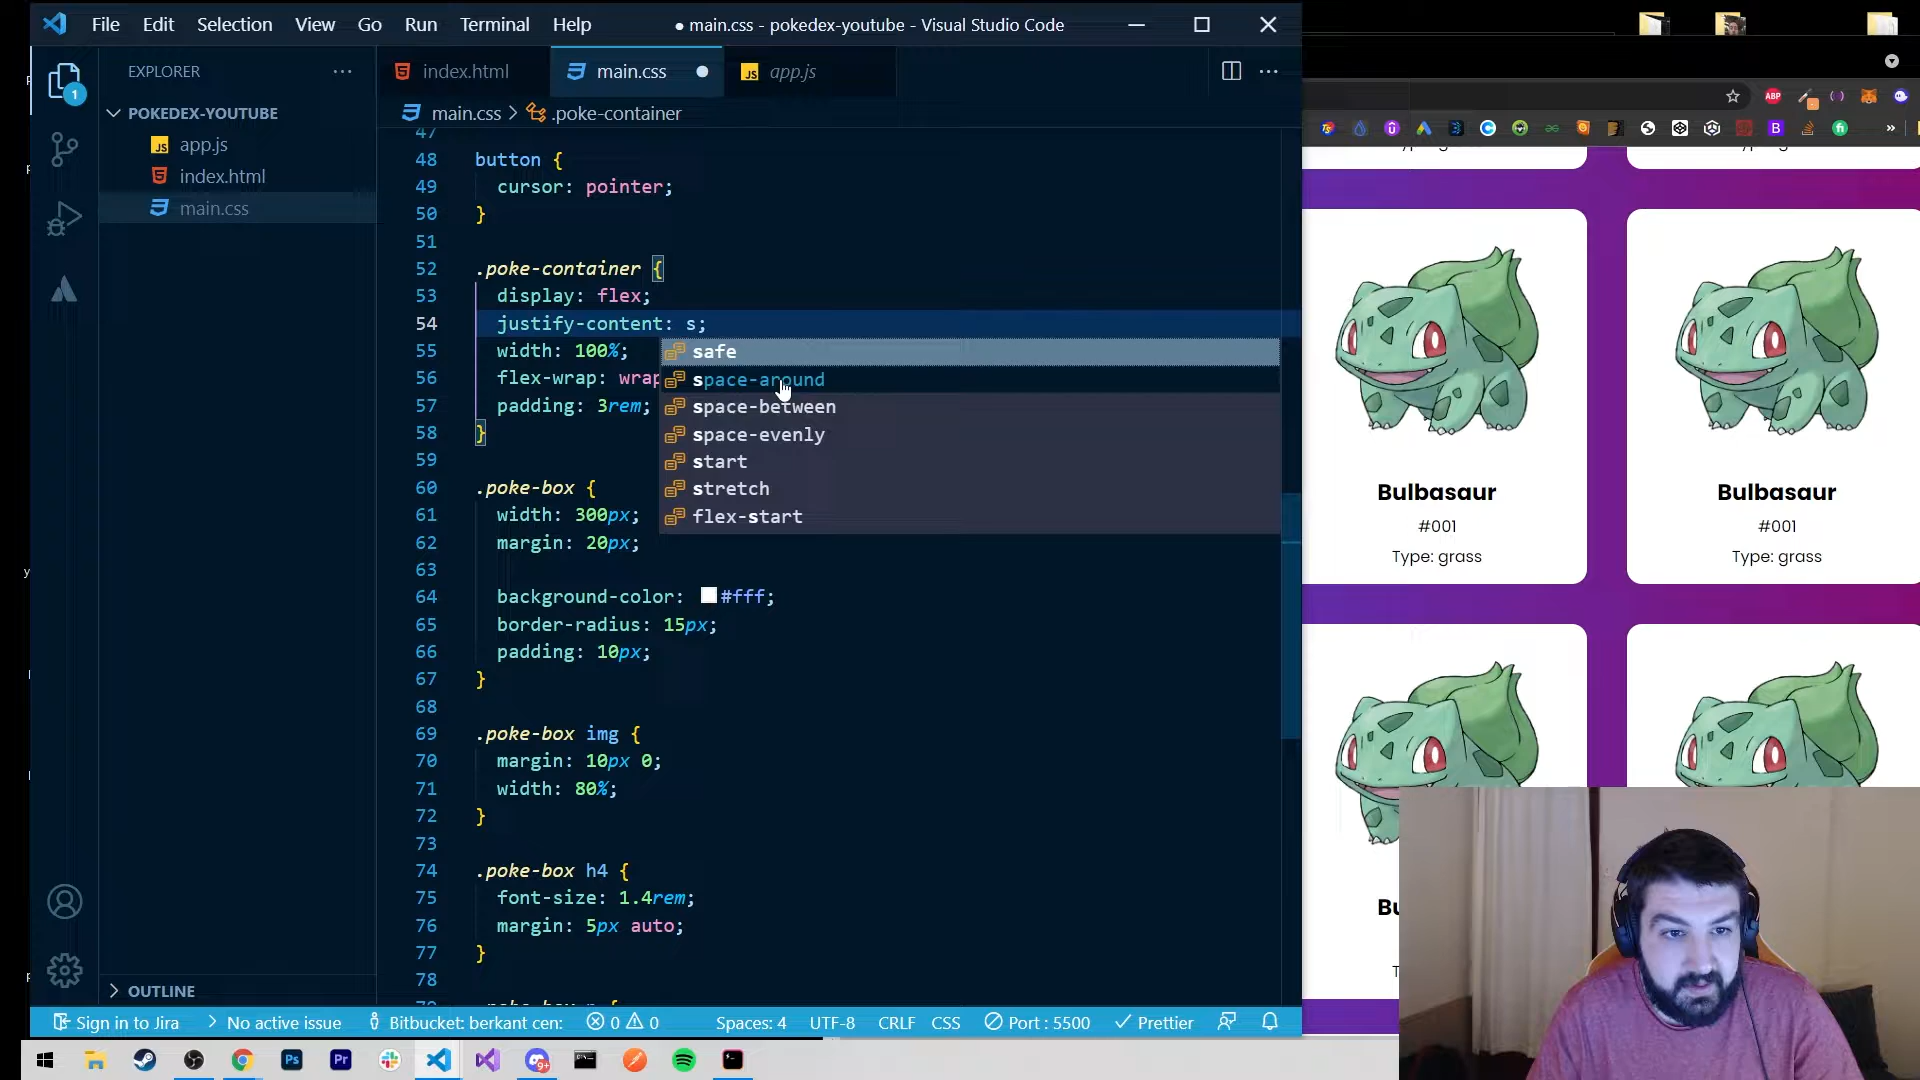 File Edit Selection View Go Run Terminal Help
● main.css - pokedex-youtube - Visual Studio Code
EXPLORER
index.html
main.css
app.js
1
POKEDEX-YOUTUBE
main.css > .poke-container
app.js
index.html
main.css
47
48 button {
49 cursor: pointer;
50 }
51
52 .poke-container {
53 display: flex;
54 justify-content: s;
55 width: 100%;
56 flex-wrap: wrap
57 padding: 3rem;
58 }
59
60 .poke-box {
61 width: 300px;
62 margin: 20px;
63
64 background-color: #fff;
65 border-radius: 15px;
66 padding: 10px;
67 }
68
69 .poke-box img {
70 margin: 10px 0;
71 width: 80%;
72 }
73
74 .poke-box h4 {
75 font-size: 1.4rem;
76 margin: 5px auto;
77 }
78
safe
space-around
space-between
space-evenly
start
stretch
flex-start
OUTLINE
Sign in to Jira
No active issue
Bitbucket: berkant cen:
0 0
Spaces: 4
UTF-8
CRLF
CSS
Port : 5500
Prettier
ABP
Bulbasaur
#001
Type: grass
Bulbasaur
#001
Type: grass
Bu
T
Ps
Pr
9+